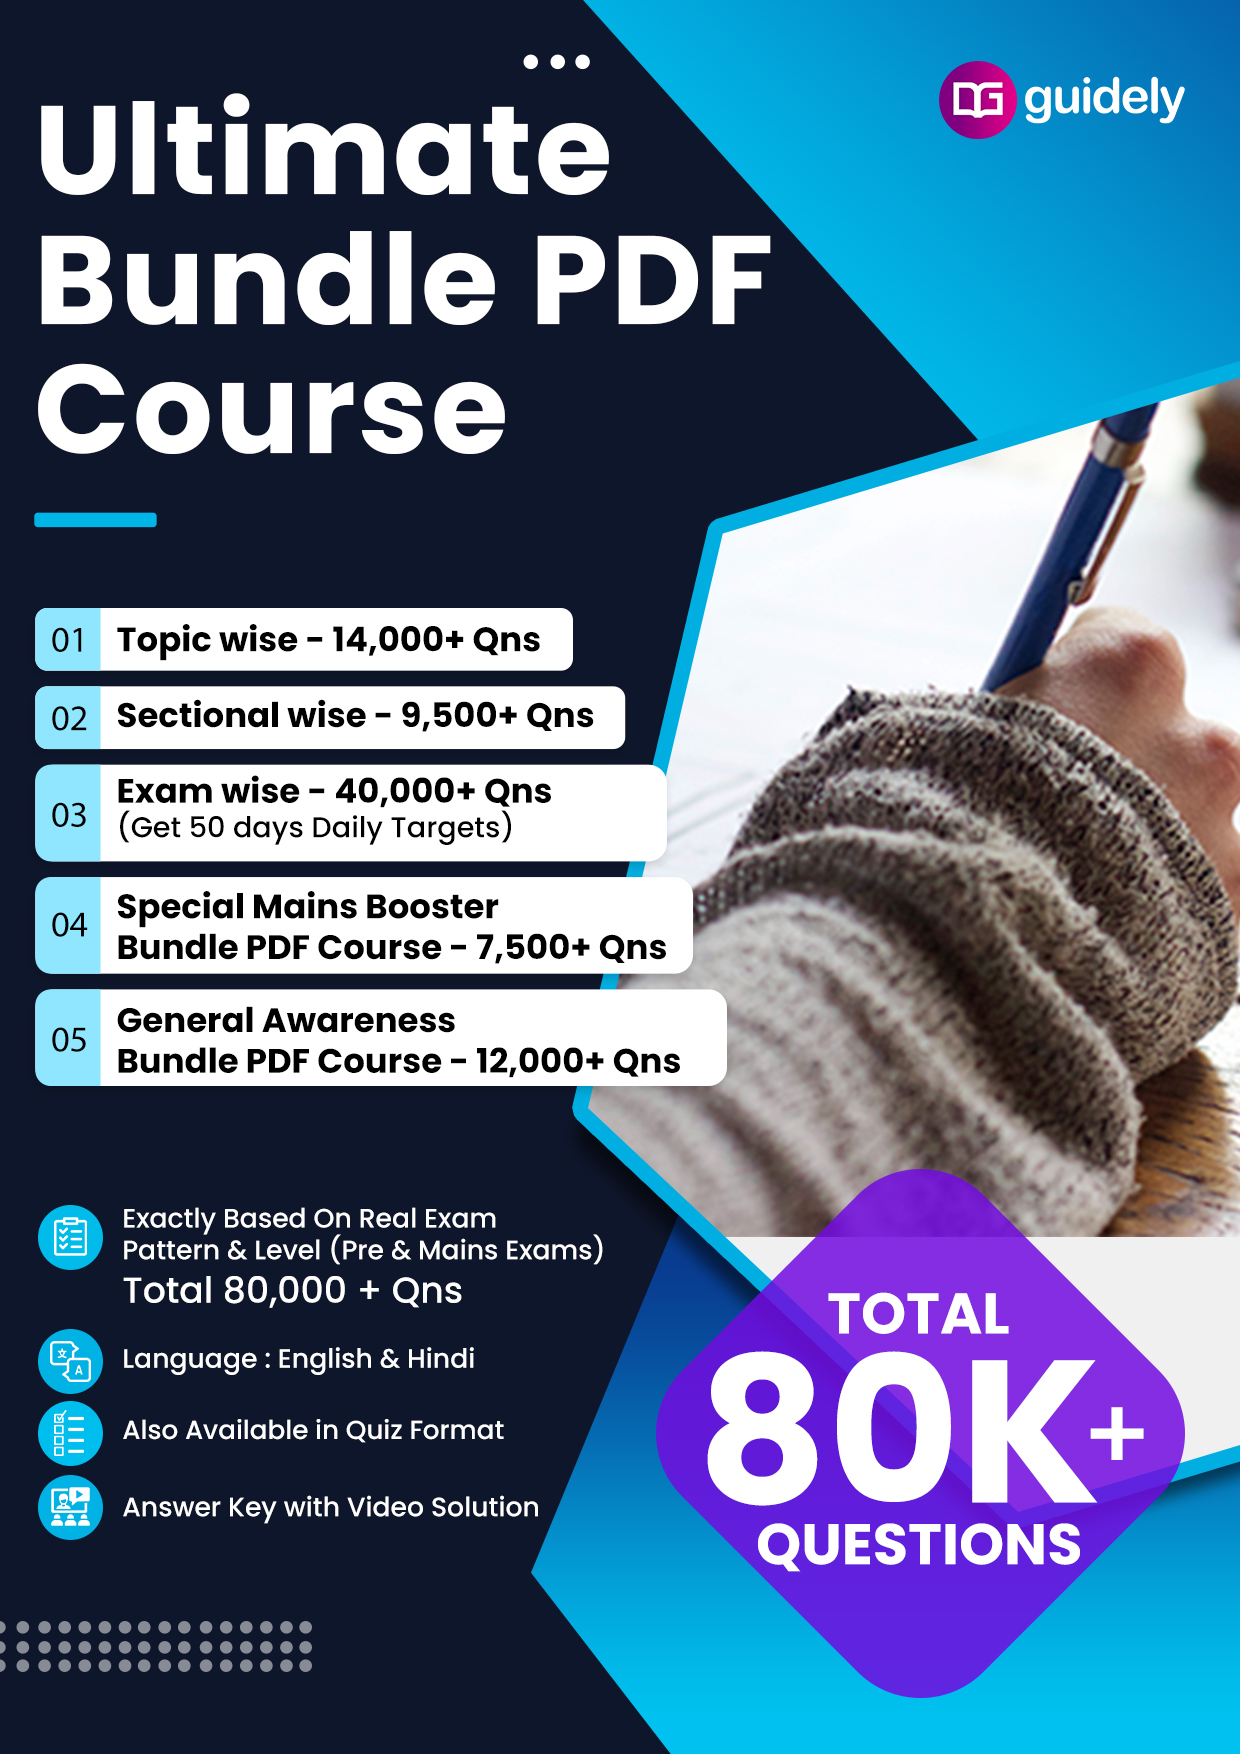 guidely
Ultimate
Bundle PDF
Course
01 Topic wise - 14,000+ Qns
02 Sectional wise - 9,500+ Qns
03 Exam wise - 40,000+ Qns
(Get 50 days Daily Targets)
04 Special Mains Booster
Bundle PDF Course - 7,500+ Qns
05 General Awareness
Bundle PDF Course - 12,000+ Qns
Exactly Based On Real Exam
Pattern & Level (Pre & Mains Exams)
Total 80,000 + Qns
Language : English & Hindi
Also Available in Quiz Format
Answer Key with Video Solution
TOTAL
80K+
QUESTIONS